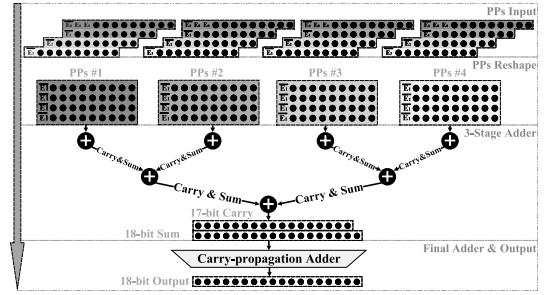 PPs Input
PPs Reshape
PPs #1 PPs #2 PPs #3 PPs #4
3-Stage Adder
Carry&Sum Carry&Sum Carry&Sum Carry&Sum
Carry & Sum Carry & Sum
17-bit Carry
18-bit Sum
Final Adder & Output
Carry-propagation Adder
18-bit Output